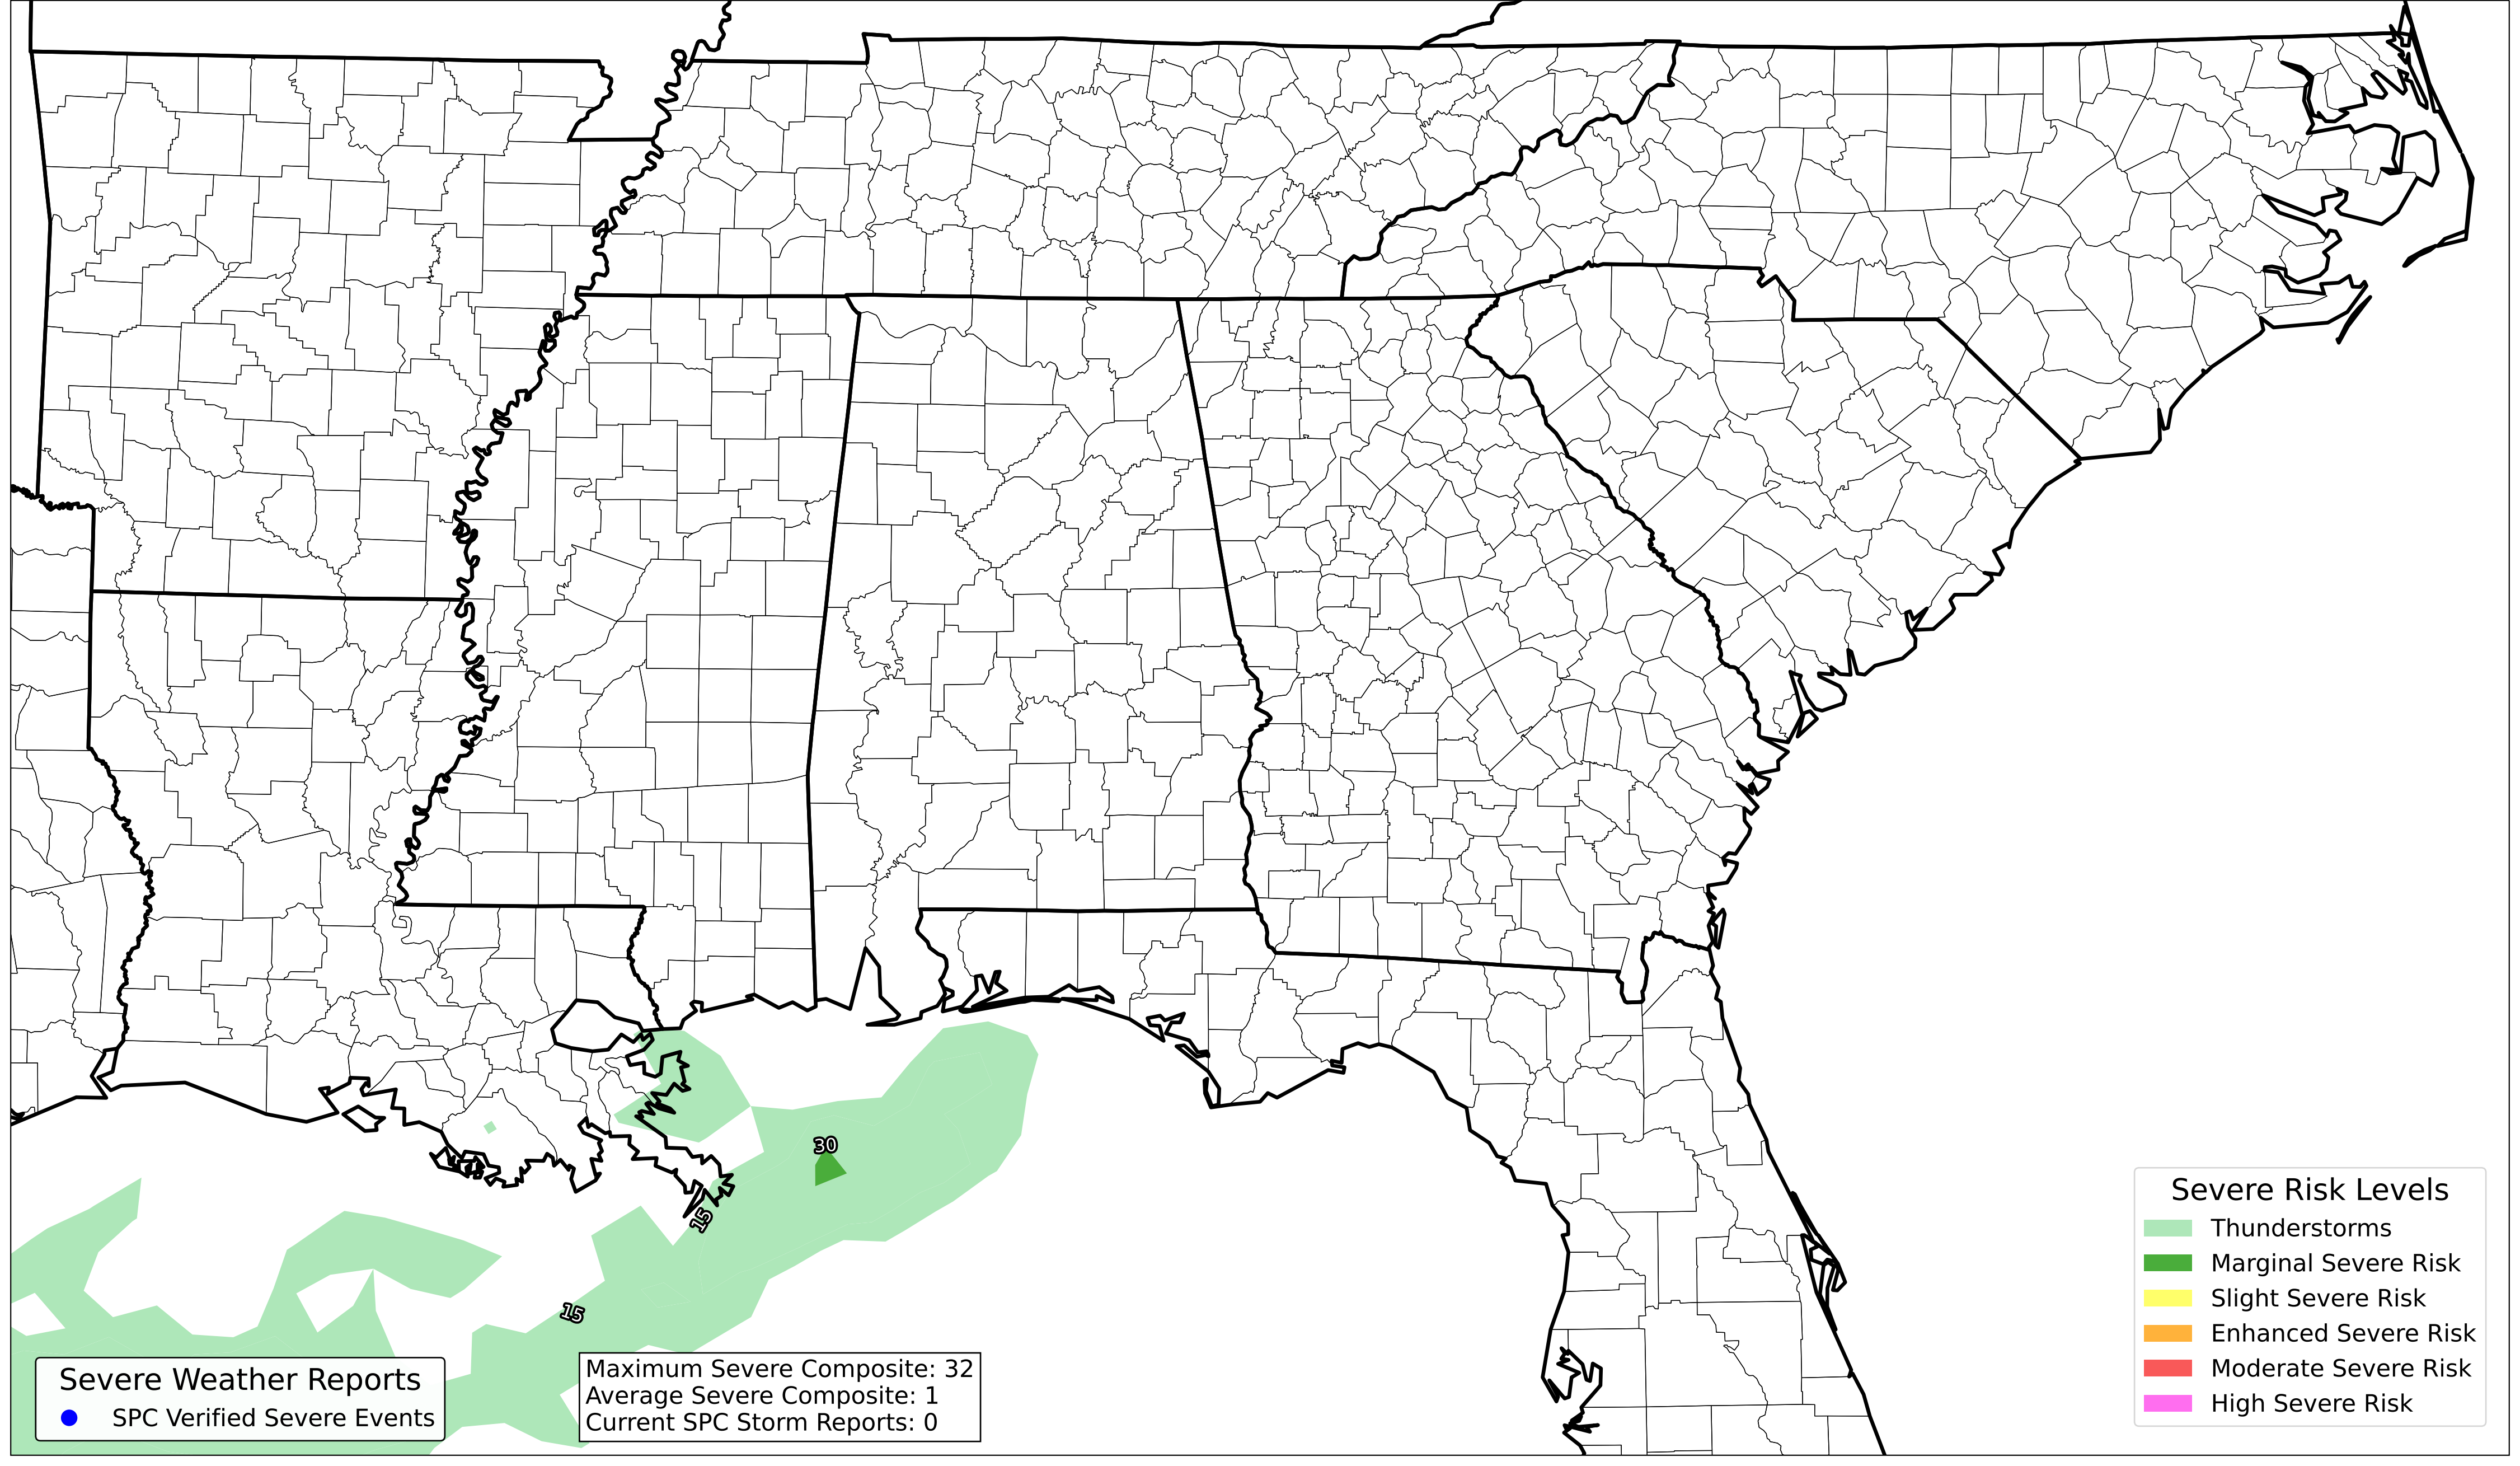 30
15
15
Severe Risk Levels
Thunderstorms
Marginal Severe Risk
Slight Severe Risk
Enhanced Severe Risk
Moderate Severe Risk
High Severe Risk
Severe Weather Reports
SPC Verified Severe Events
Maximum Severe Composite: 32
Average Severe Composite: 1
Current SPC Storm Reports: 0